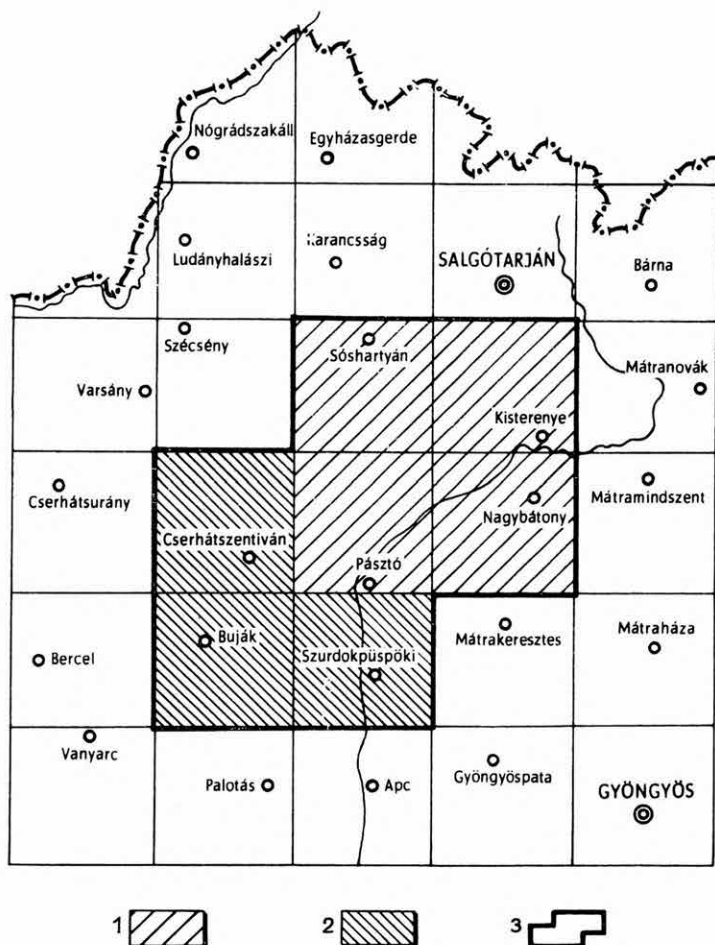 Nógrádszakáll
Egyházasgerde
Ludányhalászi
Karancsság
SALGÓTARJÁN
Bárna
Szécsény
Sóshartyán
Varsány
Mátranovák
Kisterenye
Cserhátsurány
Mátramindszent
Nagybátony
Cserhátszentiván
Pásztó
Buják
Mátrakeresztes
Mátraháza
Bercel
Szurdokpüspöki
Vanyarc
Palotás
Apc
Gyöngyöspata
GYÖNGYÖS
1
2
3